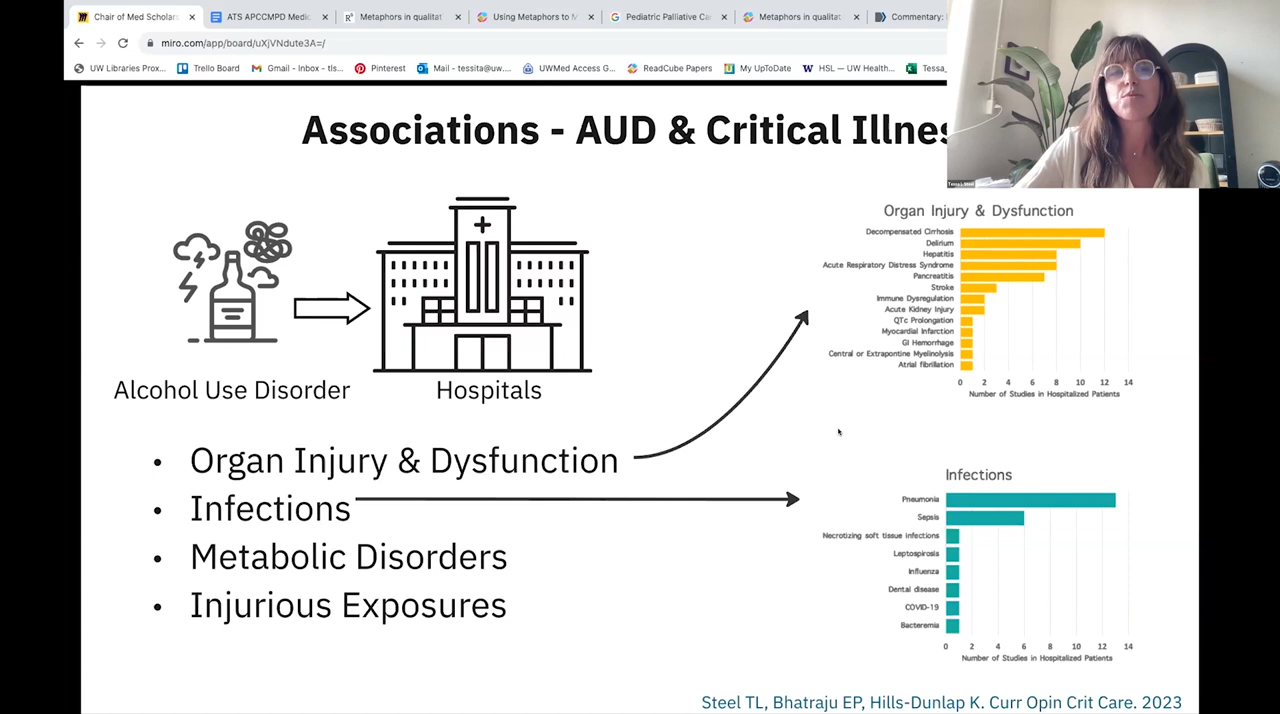 Chair of Med Scholars
ATS APCCMPD Medic
Metaphors in qualitat
Using Metaphors to M
Pediatric Palliative Car
Metaphors in qualitat
Commentary:
miro.com/app/board/uXjVNdute3A=/
UW Libraries Prox...
Trello Board
Gmail - Inbox - tls...
Pinterest
Mail - tessita@uw....
UWMed Access G...
ReadCube Papers
My UpToDate
HSL — UW Health...
Tessa_
Associations - AUD & Critical Illnes
Organ Injury & Dysfunction
Decompensated Cirrhosis
Delirium
Hepatitis
Acute Respiratory Distress Syndrome
Pancreatitis
Stroke
Immune Dysregulation
Acute Kidney Injury
QTc Prolongation
Myocardial Infarction
GI Hemorrhage
Central or Extrapontine Myelinolysis
Atrial fibrillation
0 2 4 6 8 10 12 14
Number of Studies in Hospitalized Patients
Alcohol Use Disorder
Hospitals
• Organ Injury & Dysfunction
• Infections
• Metabolic Disorders
• Injurious Exposures
Infections
Pneumonia
Sepsis
Necrotizing soft tissue infections
Leptospirosis
Influenza
Dental disease
COVID-19
Bacteremia
0 2 4 6 8 10 12 14
Number of Studies in Hospitalized Patients
Steel TL, Bhatraju EP, Hills-Dunlap K. Curr Opin Crit Care. 2023